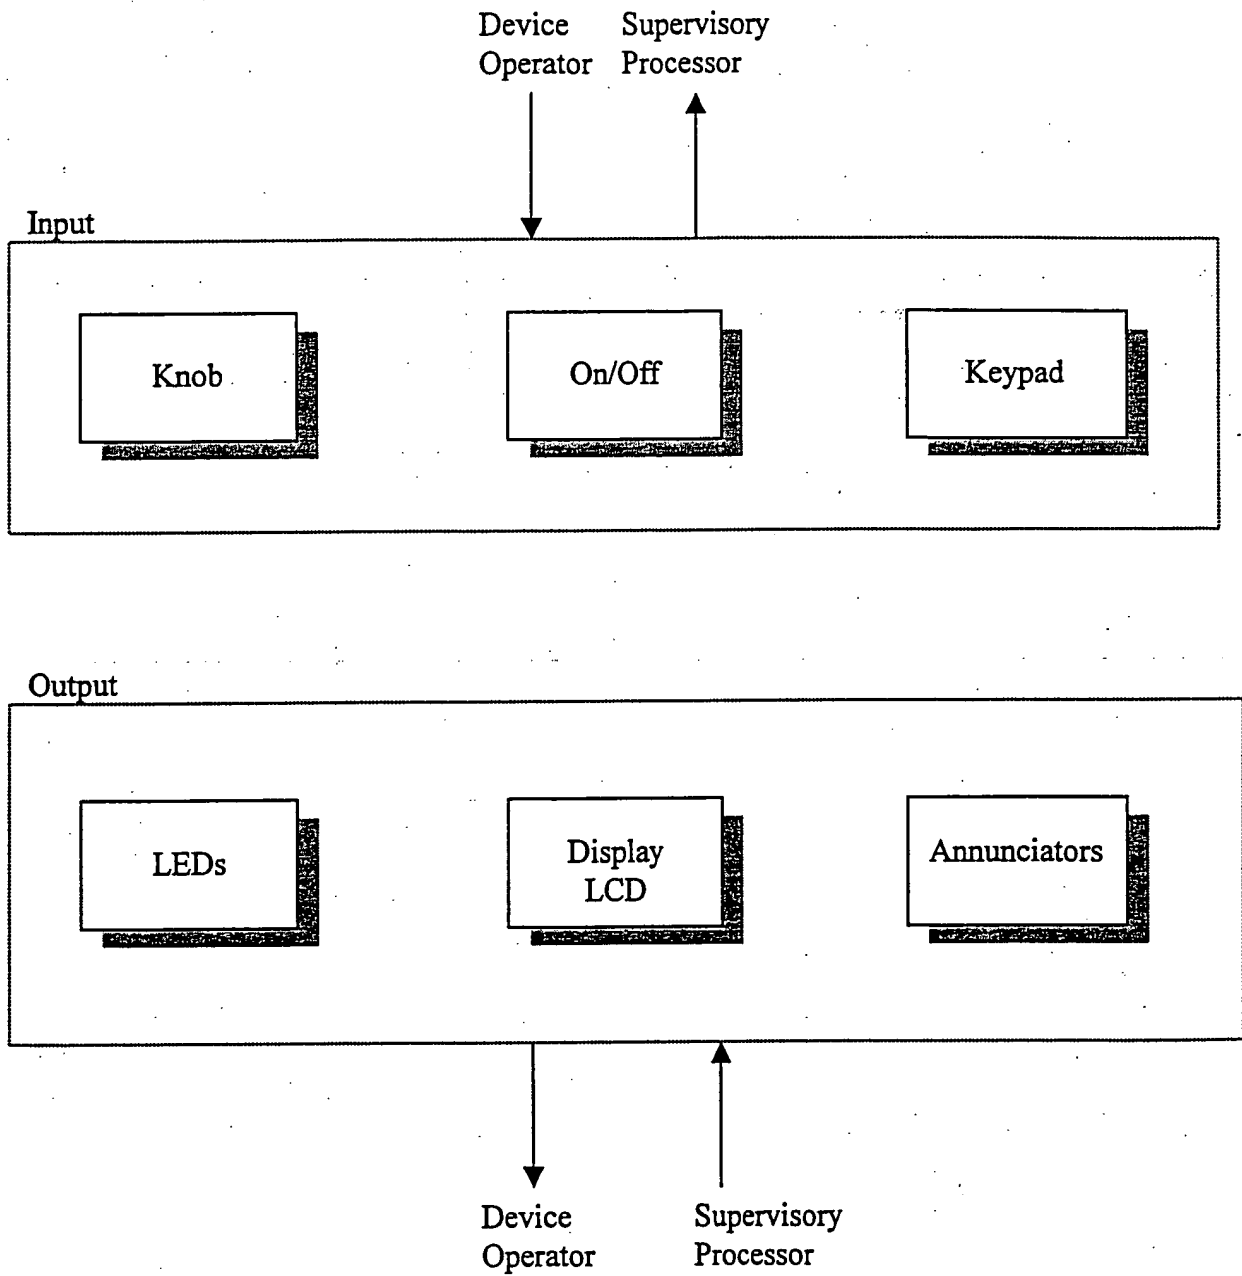 Device Operator
Supervisory Processor
Input
Knob
On/Off
Keypad
Output
LEDs
Display
LCD
Annunciators
Device Operator
Supervisory Processor